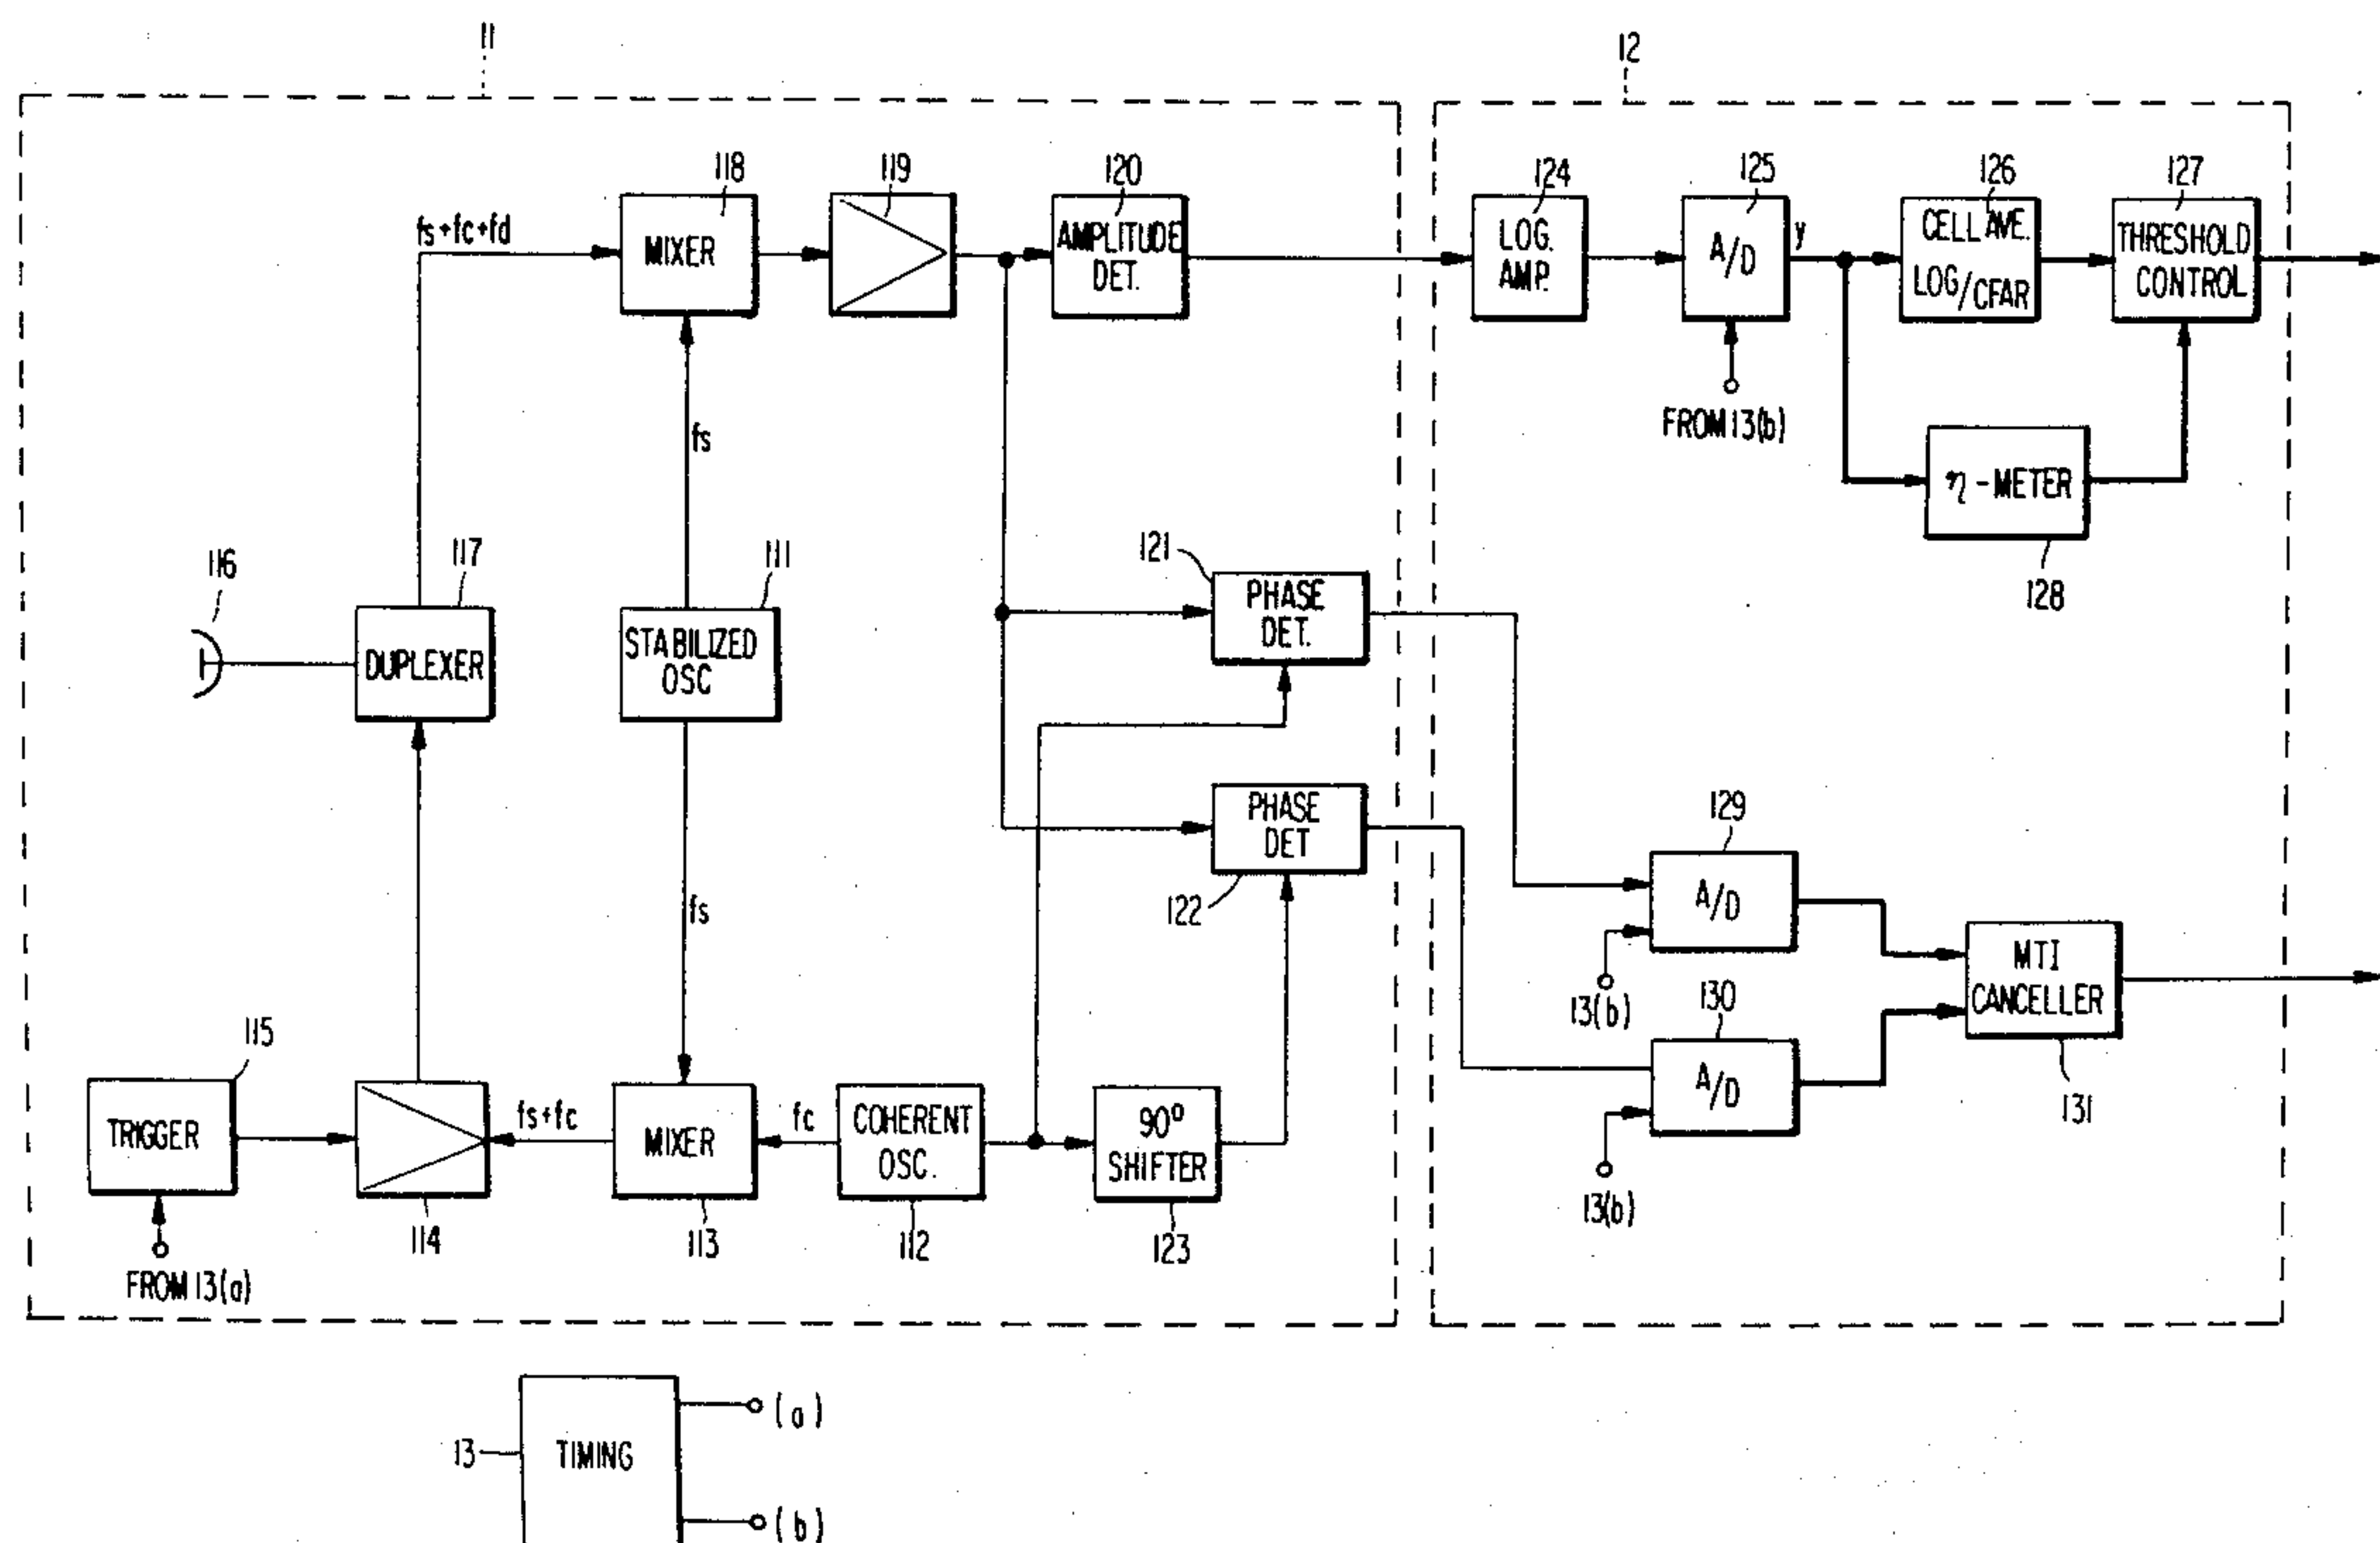 11
12
118
119
120
124
125
126
127
fs+fc+fd
MIXER
AMPLITUDE
DET.
LOG.
AMP.
A/D
y
CELL AVE.
LOG/CFAR
THRESHOLD
CONTROL
fs
FROM 13(b)
η-METER
128
116
117
111
121
DUPLEXER
STABILIZED
OSC
PHASE
DET.
PHASE
DET
122
129
fs
A/D
13(b)
130
MTI
CANCELLER
131
115
TRIGGER
fs+fc
MIXER
fc
COHERENT
OSC.
90°
SHIFTER
A/D
13(b)
114
113
112
123
FROM 13(a)
13
TIMING
(a)
(b)